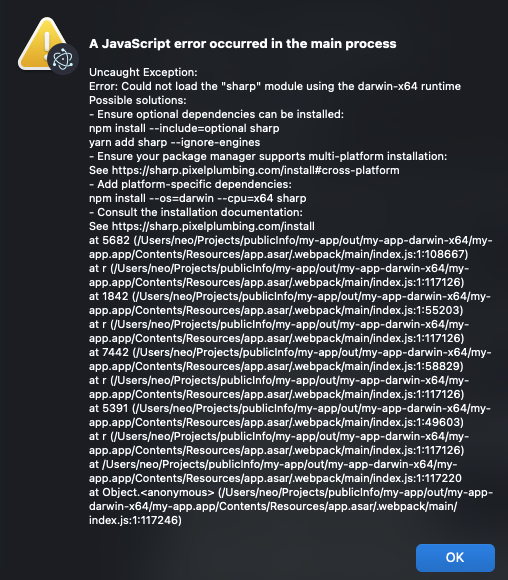 A JavaScript error occurred in the main process
Uncaught Exception:
Error: Could not load the "sharp" module using the darwin-x64 runtime
Possible solutions:
- Ensure optional dependencies can be installed:
npm install --include=optional sharp
yarn add sharp --ignore-engines
- Ensure your package manager supports multi-platform installation:
See https://sharp.pixelplumbing.com/install#cross-platform
- Add platform-specific dependencies:
npm install --os=darwin --cpu=x64 sharp
- Consult the installation documentation:
See https://sharp.pixelplumbing.com/install
at 5682 (/Users/neo/Projects/publicInfo/my-app/out/my-app-darwin-x64/my-
app.app/Contents/Resources/app.asar/.webpack/main/index.js:1:108667)
at r (/Users/neo/Projects/publicInfo/my-app/out/my-app-darwin-x64/my-
app.app/Contents/Resources/app.asar/.webpack/main/index.js:1:117126)
at 1842 (/Users/neo/Projects/publicInfo/my-app/out/my-app-darwin-x64/my-
app.app/Contents/Resources/app.asar/.webpack/main/index.js:1:55203)
at r (/Users/neo/Projects/publicInfo/my-app/out/my-app-darwin-x64/my-
app.app/Contents/Resources/app.asar/.webpack/main/index.js:1:117126)
at 7442 (/Users/neo/Projects/publicInfo/my-app/out/my-app-darwin-x64/my-
app.app/Contents/Resources/app.asar/.webpack/main/index.js:1:58829)
at r (/Users/neo/Projects/publicInfo/my-app/out/my-app-darwin-x64/my-
app.app/Contents/Resources/app.asar/.webpack/main/index.js:1:117126)
at 5391 (/Users/neo/Projects/publicInfo/my-app/out/my-app-darwin-x64/my-
app.app/Contents/Resources/app.asar/.webpack/main/index.js:1:49603)
at r (/Users/neo/Projects/publicInfo/my-app/out/my-app-darwin-x64/my-
app.app/Contents/Resources/app.asar/.webpack/main/index.js:1:117126)
at /Users/neo/Projects/publicInfo/my-app/out/my-app-darwin-x64/my-
app.app/Contents/Resources/app.asar/.webpack/main/index.js:1:117220
at Object.<anonymous> (/Users/neo/Projects/publicInfo/my-app/out/my-app-
darwin-x64/my-app.app/Contents/Resources/app.asar/.webpack/main/
index.js:1:117246)
OK